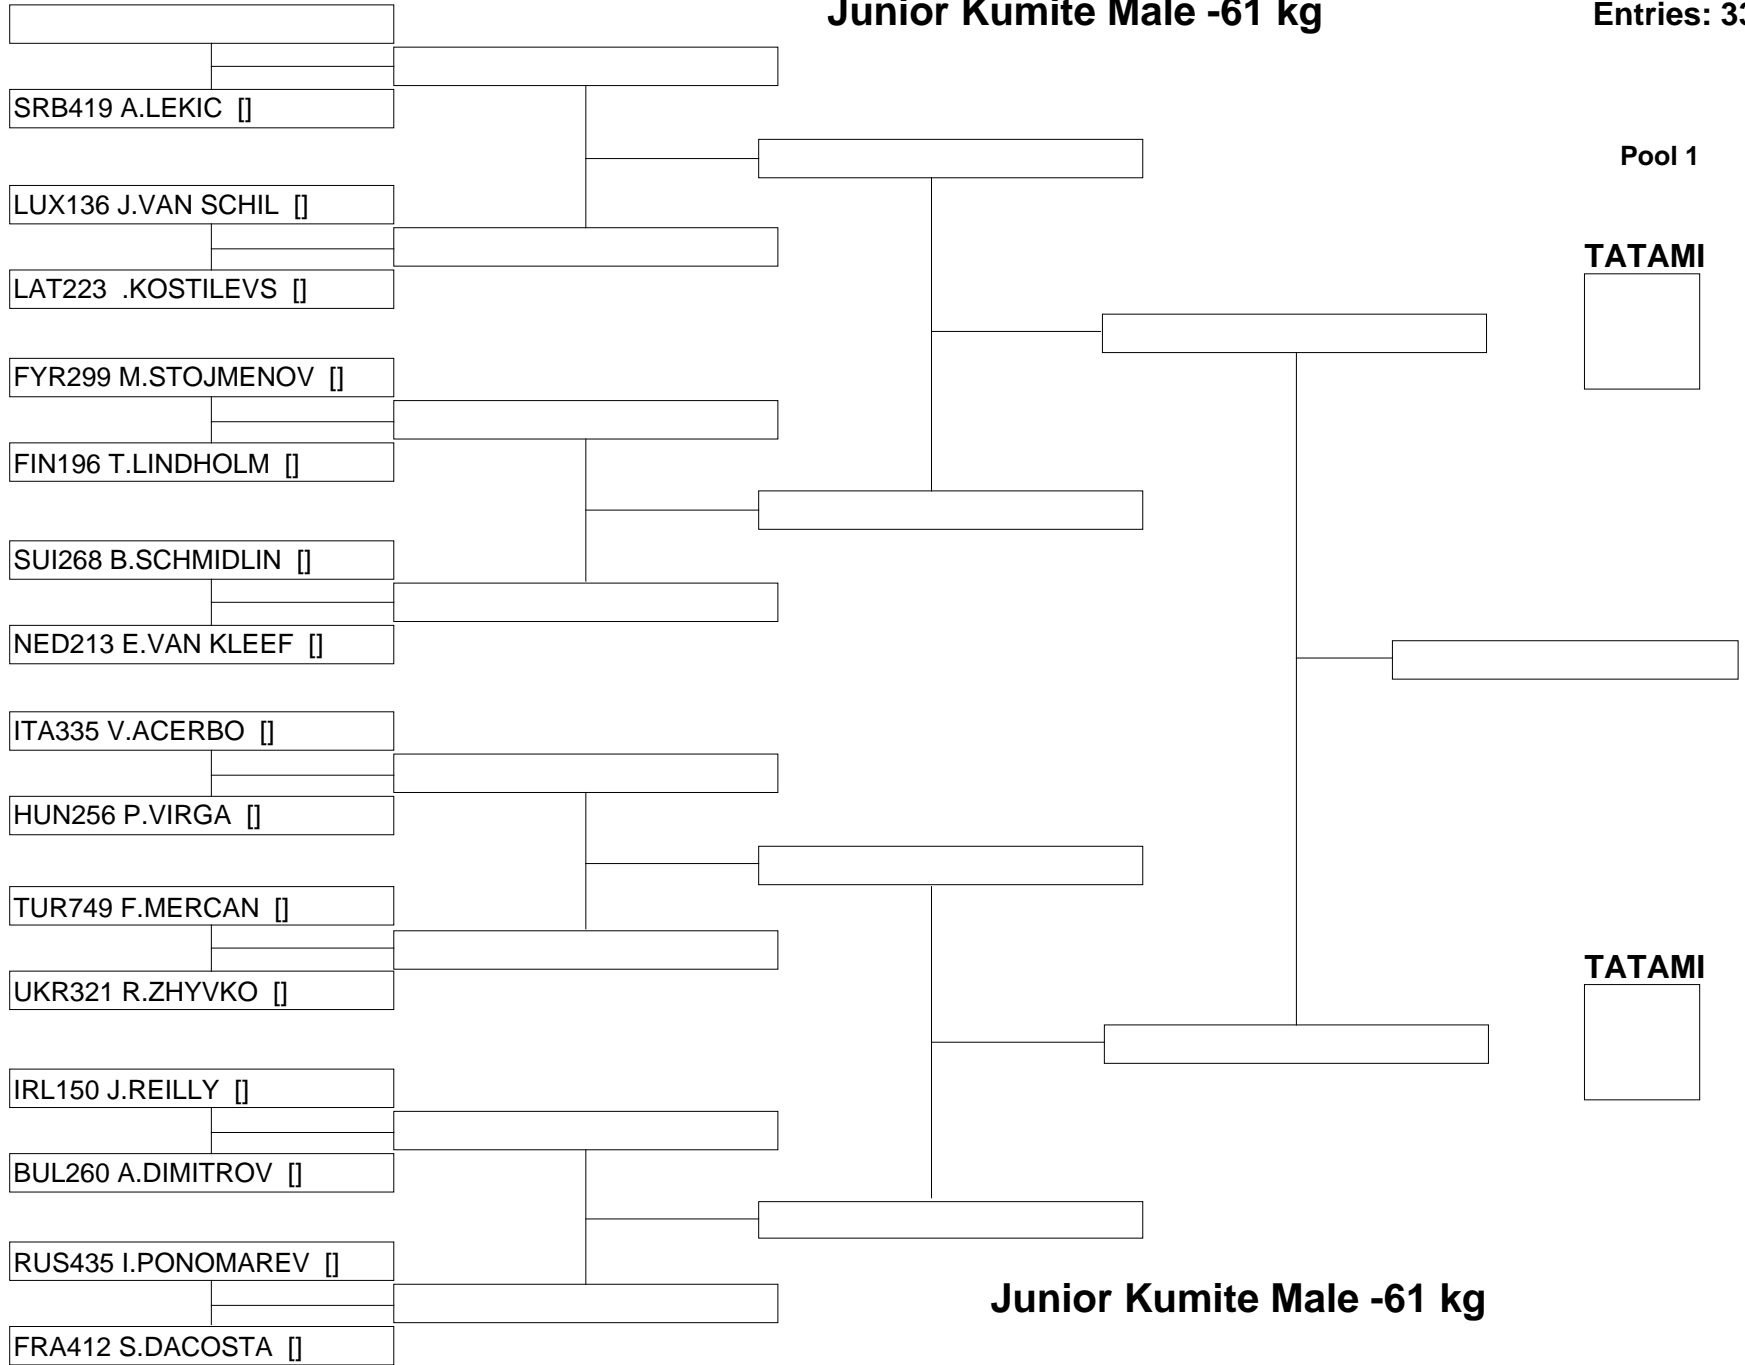 Junior Kumite Male -61 kg
Entries: 33
SRB419 A.LEKIC []
Pool 1
LUX136 J.VAN SCHIL []
TATAMI
LAT223 .KOSTILEVS []
FYR299 M.STOJMENOV []
FIN196 T.LINDHOLM []
SUI268 B.SCHMIDLIN []
NED213 E.VAN KLEEF []
ITA335 V.ACERBO []
HUN256 P.VIRGA []
TUR749 F.MERCAN []
TATAMI
UKR321 R.ZHYVKO []
IRL150 J.REILLY []
BUL260 A.DIMITROV []
RUS435 I.PONOMAREV []
Junior Kumite Male -61 kg
FRA412 S.DACOSTA []